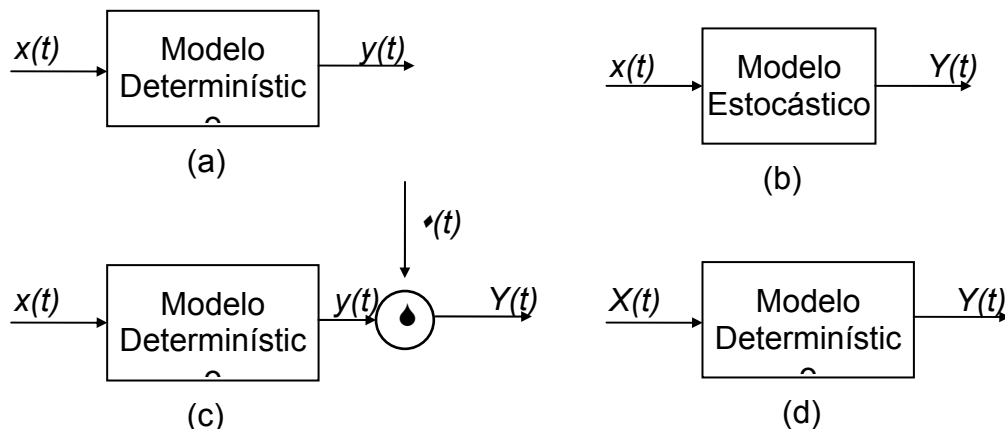 x(t)
Modelo
Determinístic
y(t)
(a)
x(t)
Modelo
Estocástico
Y(t)
(b)
(t)
x(t)
Modelo
Determinístic
y(t)
Y(t)
(c)
X(t)
Modelo
Determinístic
Y(t)
(d)